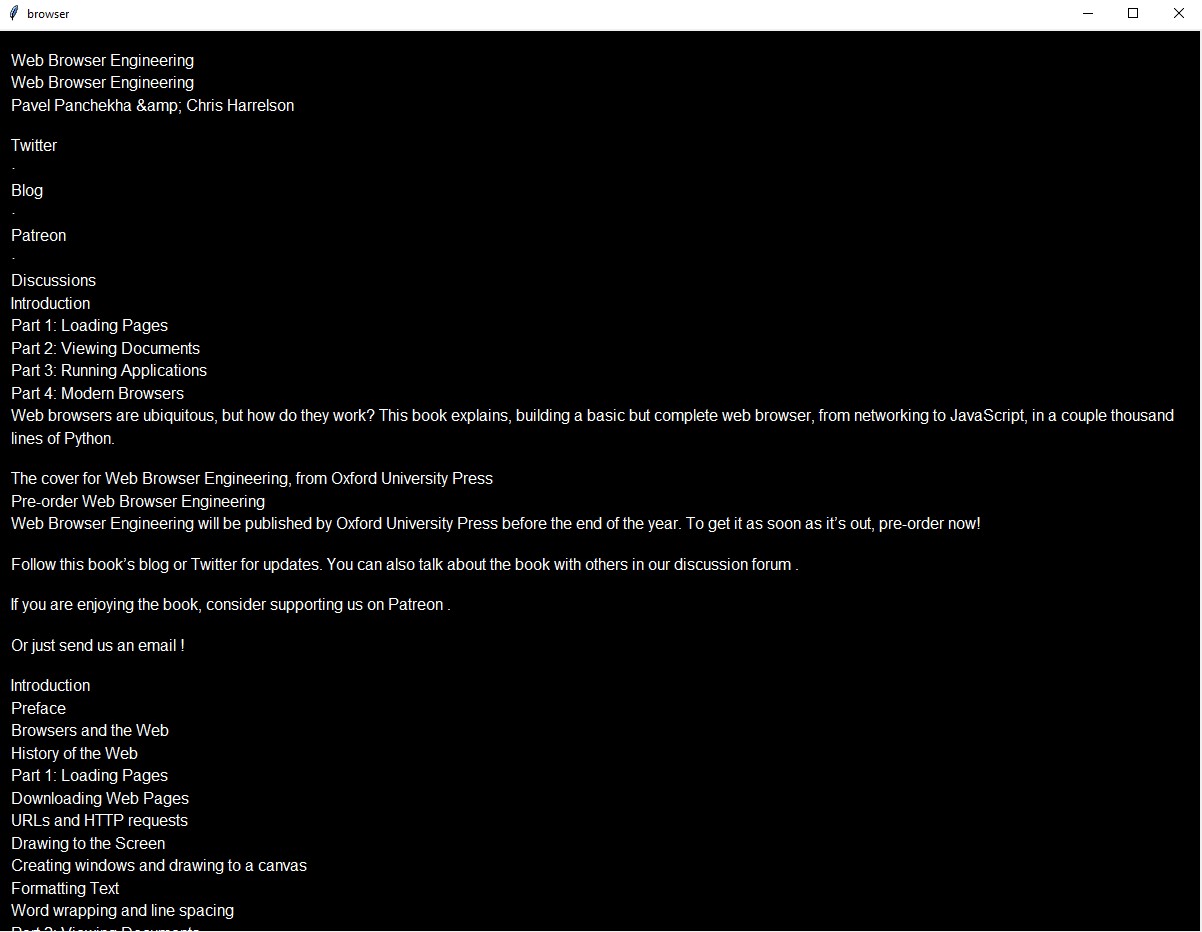 browser
Web Browser Engineering
Web Browser Engineering
Pavel Panchekha &amp; Chris Harrelson
Twitter
·
Blog
·
Patreon
·
Discussions
Introduction
Part 1: Loading Pages
Part 2: Viewing Documents
Part 3: Running Applications
Part 4: Modern Browsers
Web browsers are ubiquitous, but how do they work? This book explains, building a basic but complete web browser, from networking to JavaScript, in a couple thousand
lines of Python.
The cover for Web Browser Engineering, from Oxford University Press
Pre-order Web Browser Engineering
Web Browser Engineering will be published by Oxford University Press before the end of the year. To get it as soon as it’s out, pre-order now!
Follow this book’s blog or Twitter for updates. You can also talk about the book with others in our discussion forum .
If you are enjoying the book, consider supporting us on Patreon .
Or just send us an email !
Introduction
Preface
Browsers and the Web
History of the Web
Part 1: Loading Pages
Downloading Web Pages
URLs and HTTP requests
Drawing to the Screen
Creating windows and drawing to a canvas
Formatting Text
Word wrapping and line spacing
Part 2: Viewing Documents